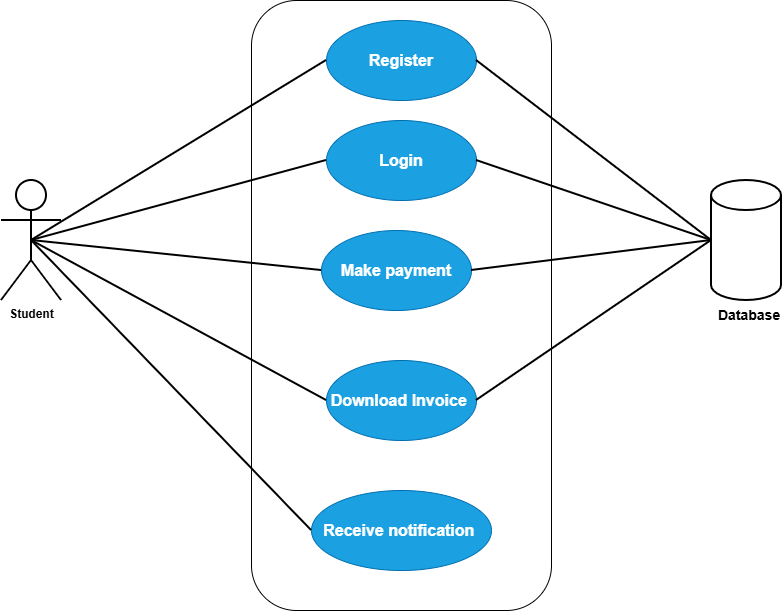 Register
Login
Make payment
Student
Database
Download Invoice
Receive notification